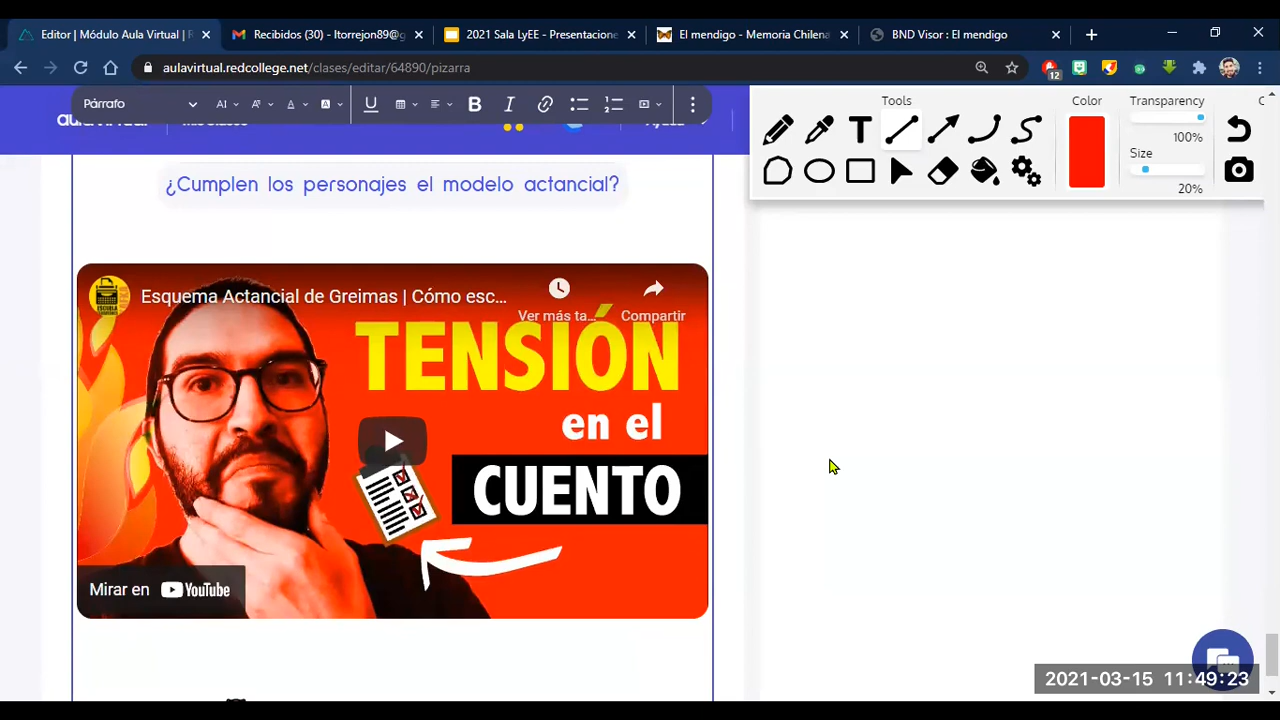 Editor | Módulo Aula Virtual | R
Recibidos (30) - ltorrejon89@g
2021 Sala LyEE - Presentacione
El mendigo - Memoria Chilena
BND Visor : El mendigo
aulavirtual.redcollege.net/clases/editar/64890/pizarra
12
Párrafo
Tools
Color
Transparency
100%
Size
20%
¿Cumplen los personajes el modelo actancial?
Esquema Actancial de Greimas | Cómo esc...
Ver más ta...
Compartir
TENSIÓN
en el
CUENTO
Mirar en YouTube
2021-03-15 11:49:23